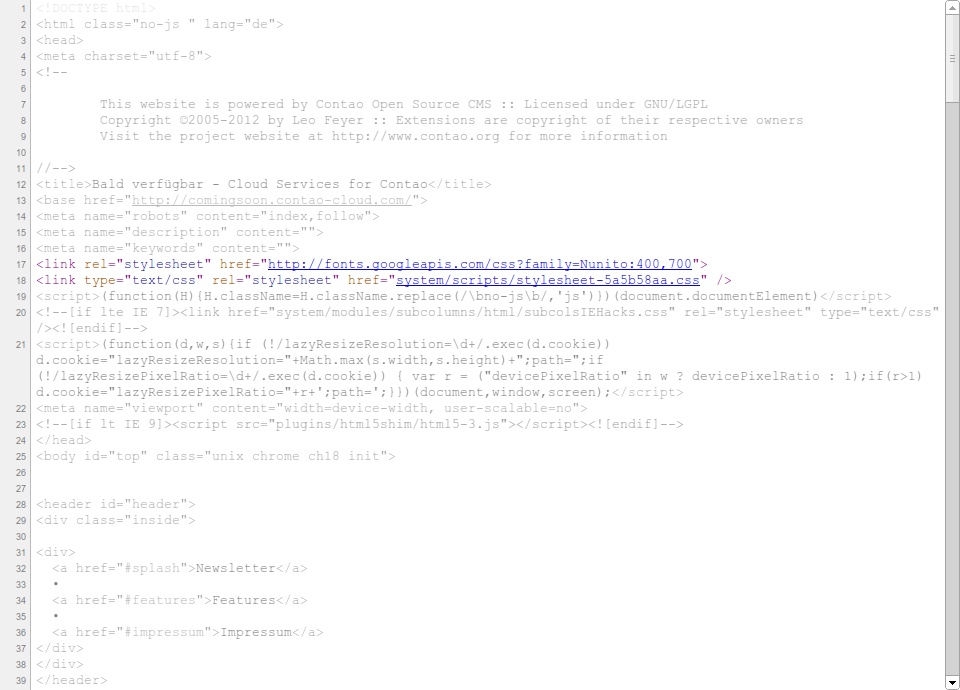 1 <!DOCTYPE html>
2 <html class="no-js " lang="de">
3 <head>
4 <meta charset="utf-8">
5 <!--
6
7 This website is powered by Contao Open Source CMS :: Licensed under GNU/LGPL
8 Copyright ©2005-2012 by Leo Feyer :: Extensions are copyright of their respective owners
9 Visit the project website at http://www.contao.org for more information
10
11 //-->
12 <title>Bald verfügbar - Cloud Services for Contao</title>
13 <base href="http://comingsoon.contao-cloud.com/">
14 <meta name="robots" content="index,follow">
15 <meta name="description" content="">
16 <meta name="keywords" content="">
17 <link rel="stylesheet" href="http://fonts.googleapis.com/css?family=Nunito:400,700">
18 <link type="text/css" rel="stylesheet" href="system/scripts/stylesheet-5a5b58aa.css" />
19 <script>(function(H){H.className=H.className.replace(/\bno-js\b/,'js')})(document.documentElement)</script>
20 <!--[if lte IE 7]><link href="system/modules/subcolumns/html/subcolsIEHacks.css" rel="stylesheet" type="text/css"
/><![endif]-->
21 <script>(function(d,w,s){if (!/lazyResizeResolution=\d+/.exec(d.cookie))
d.cookie="lazyResizeResolution="+Math.max(s.width,s.height)+";path=";if
(!/lazyResizePixelRatio=\d+/.exec(d.cookie)) { var r = ("devicePixelRatio" in w ? devicePixelRatio : 1);if(r>1)
d.cookie="lazyResizePixelRatio="+r+';path=';}})(document,window,screen);</script>
22 <meta name="viewport" content="width=device-width, user-scalable=no">
23 <!--[if lt IE 9]><script src="plugins/html5shim/html5-3.js"></script><![endif]-->
24 </head>
25 <body id="top" class="unix chrome ch18 init">
26
27
28 <header id="header">
29 <div class="inside">
30
31 <div>
32 <a href="#splash">Newsletter</a>
33 •
34 <a href="#features">Features</a>
35 •
36 <a href="#impressum">Impressum</a>
37 </div>
38 </div>
39 </header>